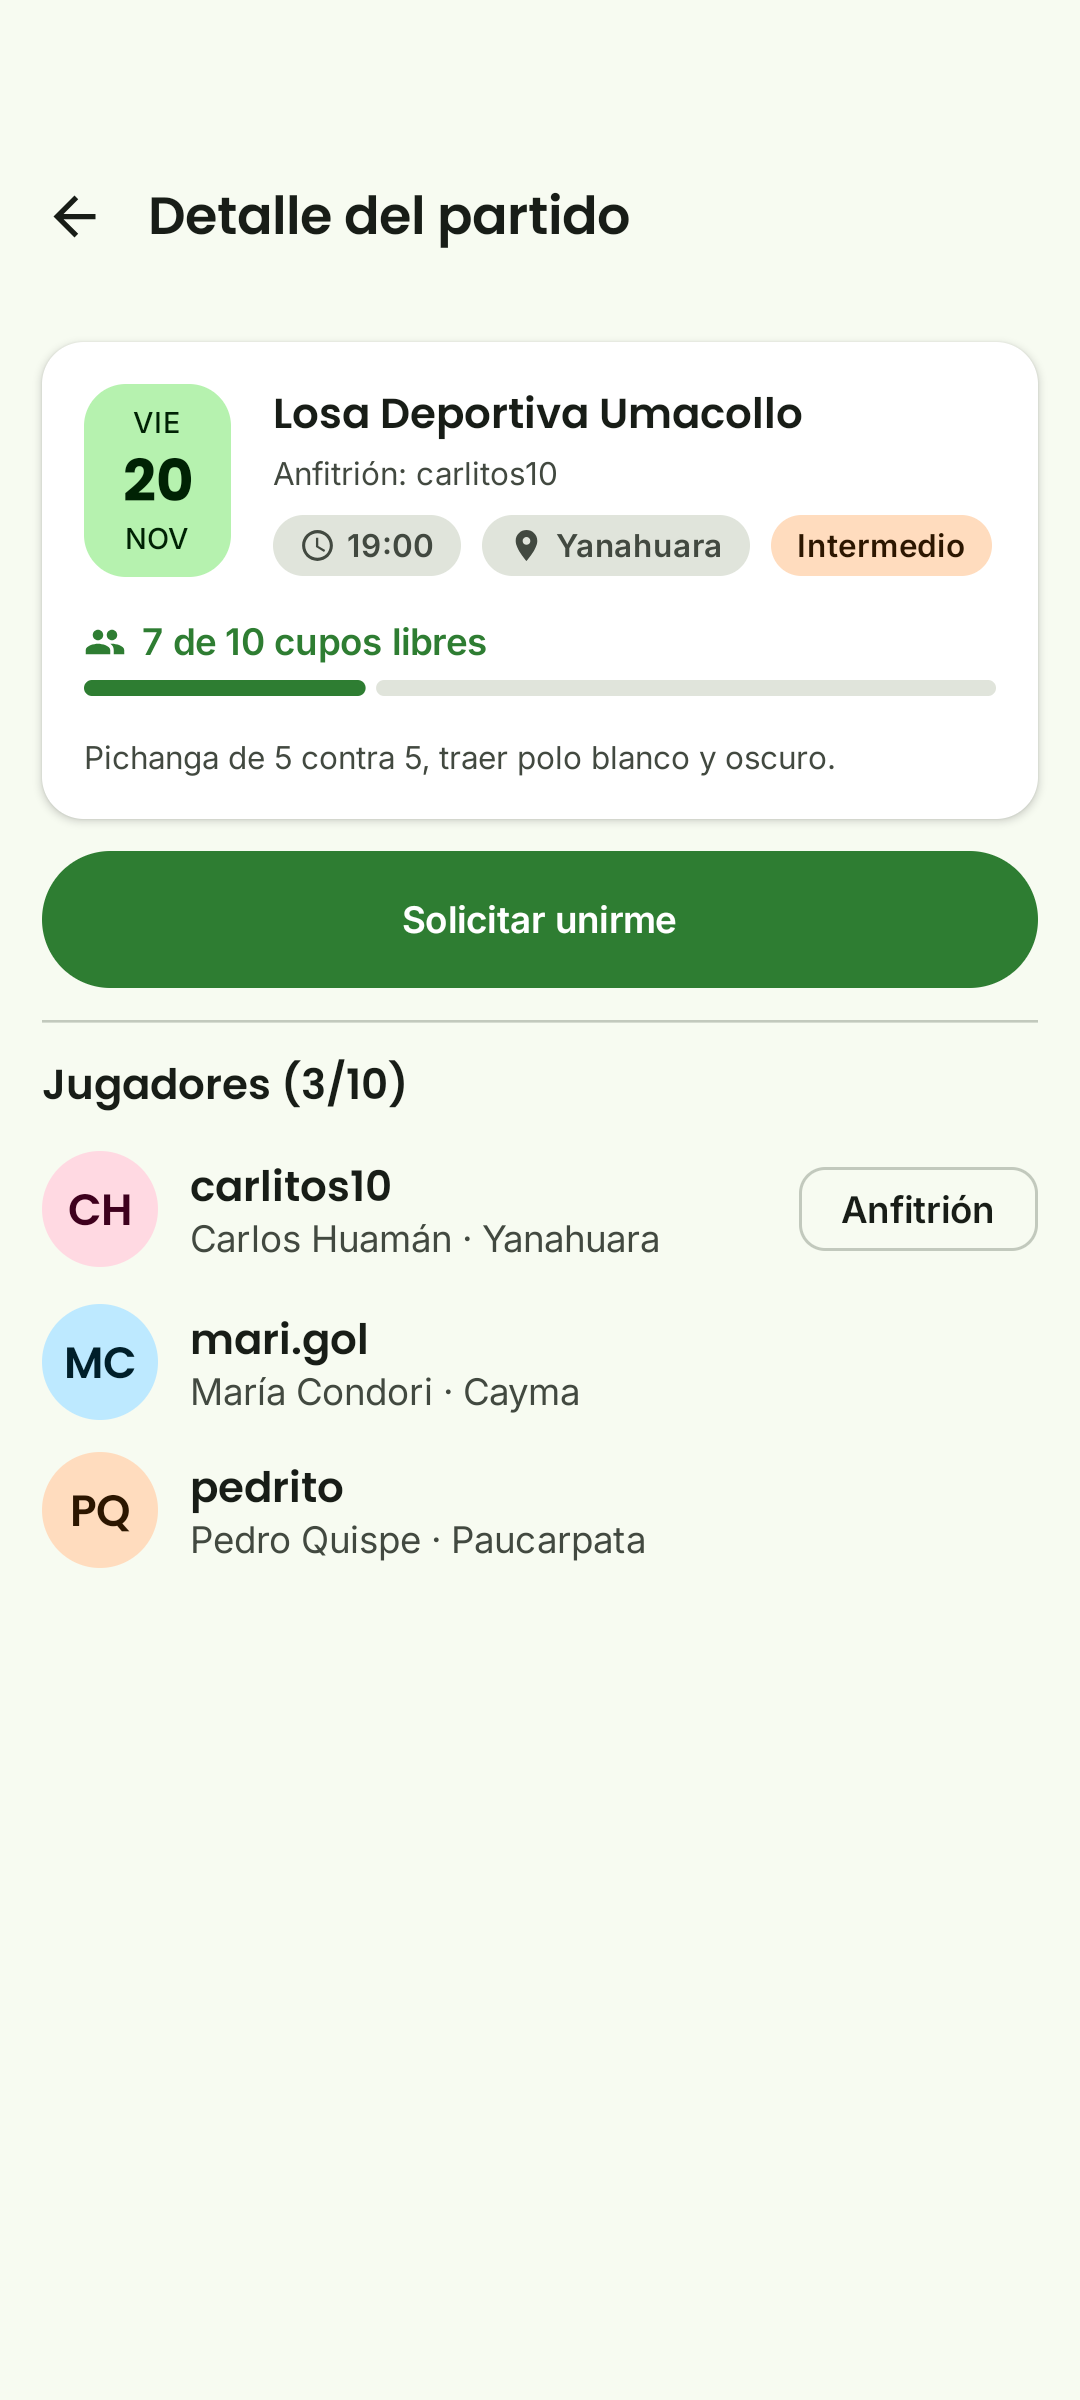 Detalle del partido
VIE
20
NOV
Losa Deportiva Umacollo
Anfitrión: carlitos10
19:00
Yanahuara
Intermedio
7 de 10 cupos libres
Pichanga de 5 contra 5, traer polo blanco y oscuro.
Solicitar unirme
Jugadores (3/10)
CH
carlitos10
Carlos Huamán · Yanahuara
Anfitrión
MC
mari.gol
María Condori · Cayma
PQ
pedrito
Pedro Quispe · Paucarpata